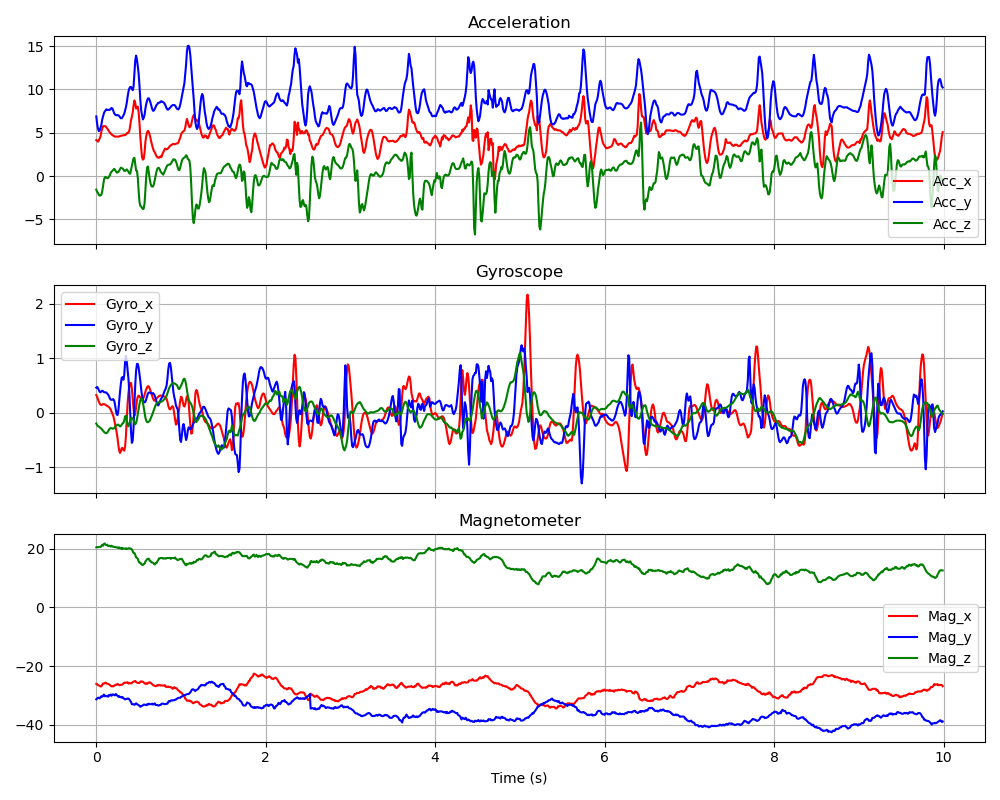 Acceleration
15
10
5
0
−5
Acc_x
Acc_y
Acc_z
Gyroscope
2
1
0
−1
Gyro_x
Gyro_y
Gyro_z
Magnetometer
20
0
−20
−40
Mag_x
Mag_y
Mag_z
0 2 4 6 8 10
Time (s)